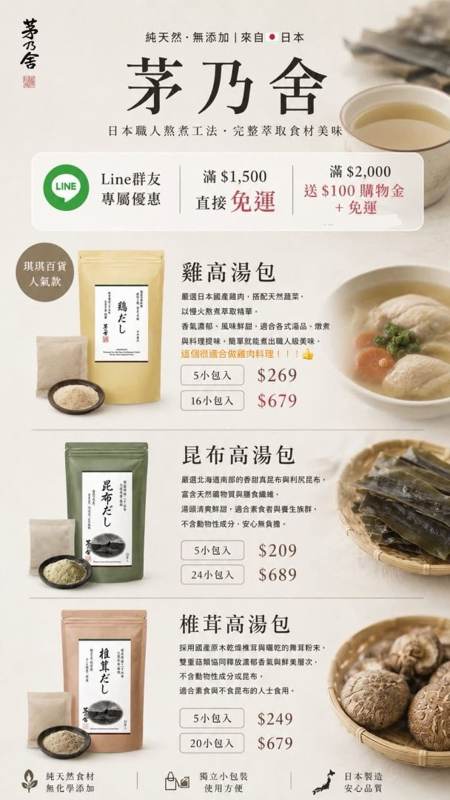 茅乃舍
純天然·無添加 | 來自 日本
茅乃舍
日本職人熬煮工法·完整萃取食材美味
LINE
Line群友
專屬優惠
滿 $1,500
直接 免運
滿 $2,000
送 $100 購物金
+ 免運
琪琪百貨
人氣款
鶏だし
茅乃舎
雞高湯包
嚴選日本國產雞肉，搭配天然蔬菜，
以慢火熬煮萃取精華，
香氣濃郁、風味鮮甜，適合各式湯品、燉煮
與料理提味，簡單就能煮出職人級美味。
這個很適合做雞肉料理！！！👍
5小包入 $269
16小包入 $679
昆布だし
茅乃舎
昆布高湯包
嚴選北海道南部的香甜真昆布與利尻昆布，
富含天然礦物質與膳食纖維，
湯頭清爽鮮甜，適合素食者與養生族群，
不含動物性成分，安心無負擔。
5小包入 $209
24小包入 $689
椎茸だし
茅乃舎
椎茸高湯包
採用國產原木乾燥椎茸與曬乾的舞茸粉末，
雙重菇類協同釋放濃郁香氣與鮮美層次，
不含動物性成分或昆布，
適合素食與不食昆布的人士食用。
5小包入 $249
20小包入 $679
純天然食材
無化學添加
獨立小包裝
使用方便
日本製造
安心品質